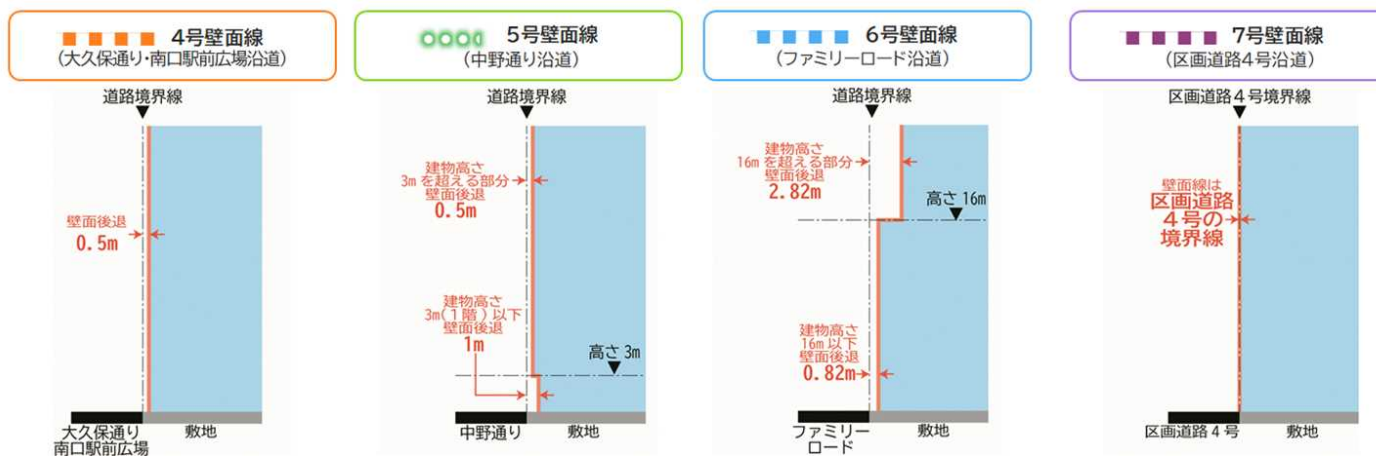 4号壁面線
(大久保通り・南口駅前広場沿道)
道路境界線
壁面後退
0.5m
大久保通り
南口駅前広場
敷地
5号壁面線
(中野通り沿道)
道路境界線
建物高さ
3mを超える部分
壁面後退
0.5m
建物高さ
3m(1階)以下
壁面後退
1m
高さ 3m
中野通り
敷地
6号壁面線
(ファミリーロード沿道)
道路境界線
建物高さ
16mを超える部分
壁面後退
2.82m
高さ 16m
建物高さ
16m以下
壁面後退
0.82m
ファミリー
ロード
敷地
7号壁面線
(区画道路4号沿道)
区画道路4号境界線
壁面線は
区画道路
4号の
境界線
区画道路4号
敷地